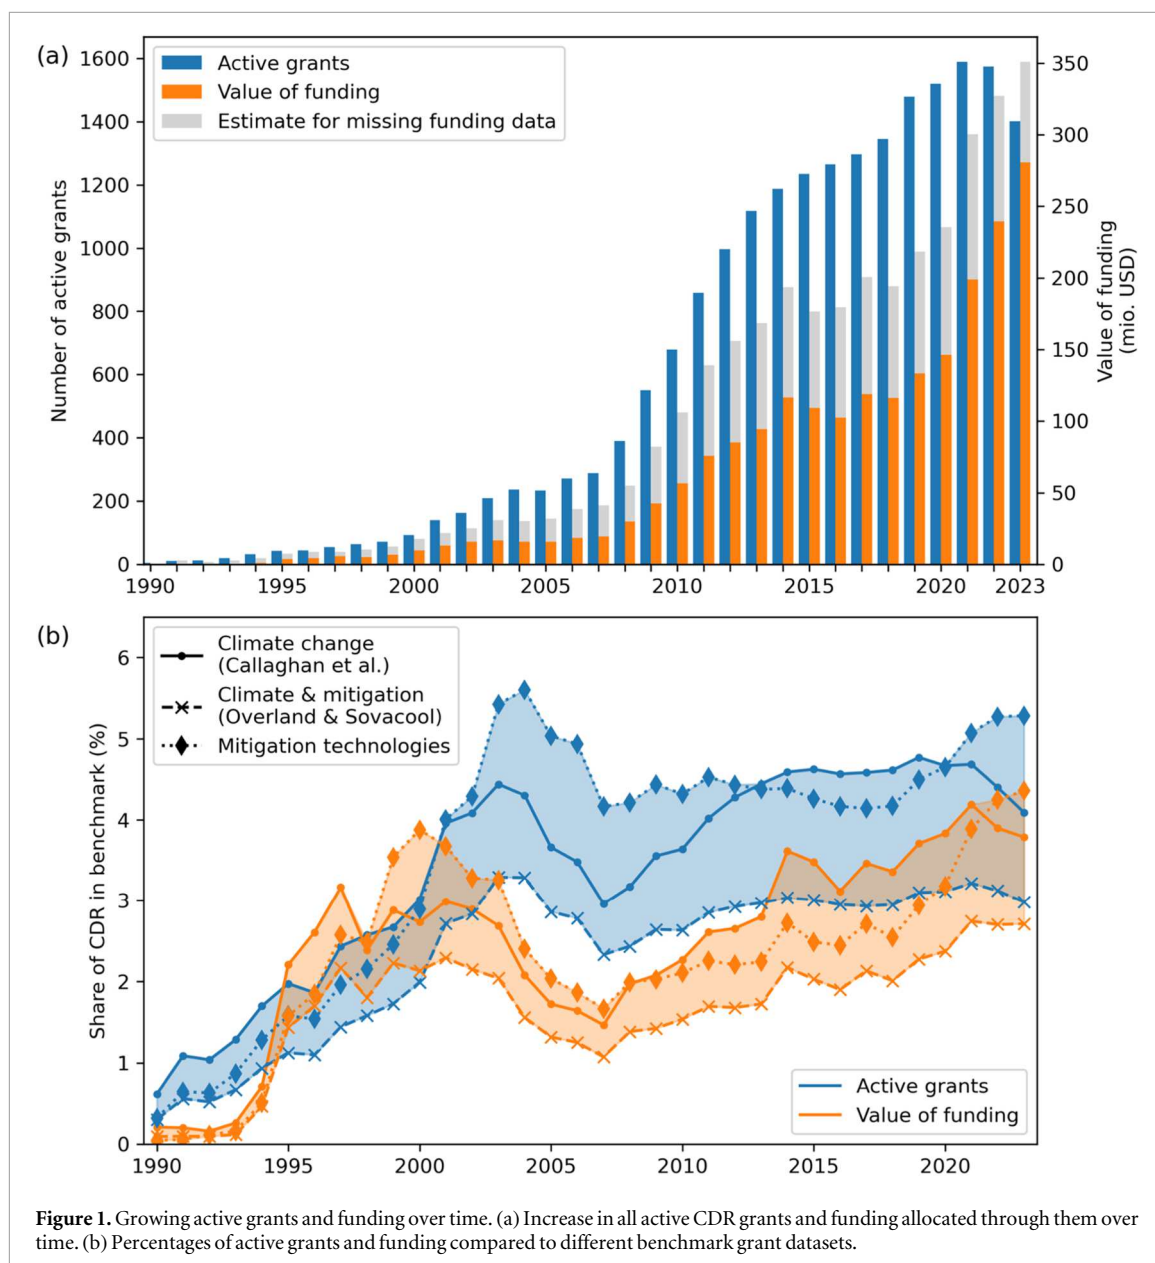 (a)
Active grants
Value of funding
Estimate for missing funding data
Number of active grants
0
200
400
600
800
1000
1200
1400
1600
Value of funding
(mio. USD)
0
50
100
150
200
250
300
350
1990
1995
2000
2005
2010
2015
2020
2023
(b)
Climate change
(Callaghan et al.)
Climate & mitigation
(Overland & Sovacool)
Mitigation technologies
Share of CDR in benchmark (%)
0
1
2
3
4
5
6
Active grants
Value of funding
1990
1995
2000
2005
2010
2015
2020
Figure 1. Growing active grants and funding over time. (a) Increase in all active CDR grants and funding allocated through them over
time. (b) Percentages of active grants and funding compared to different benchmark grant datasets.